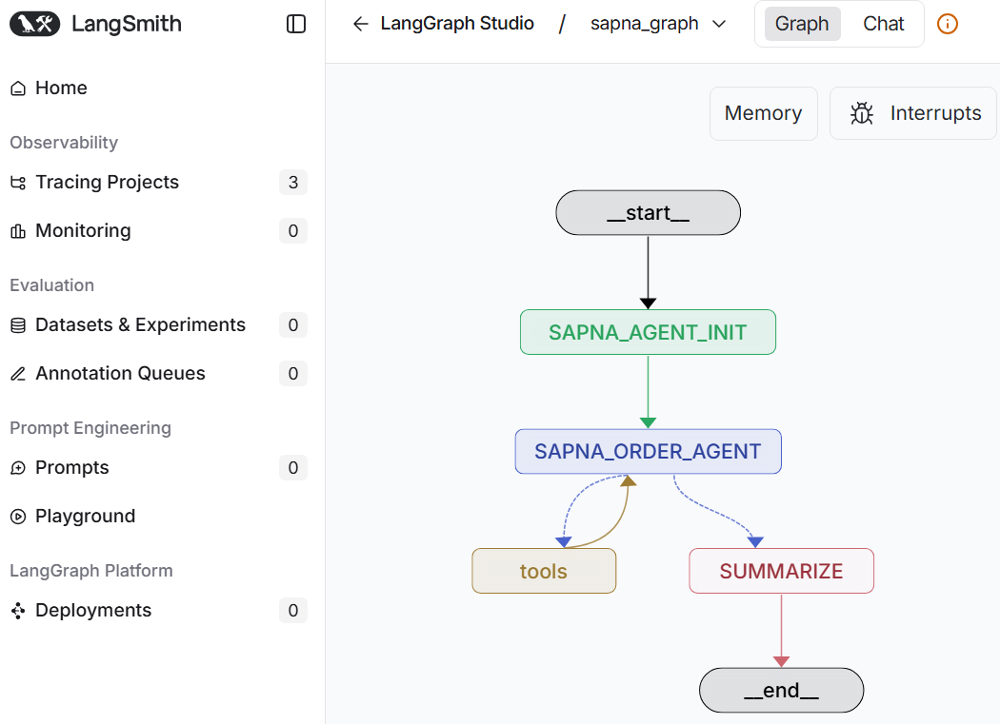 LangSmith
Home
Observability
Tracing Projects 3
Monitoring 0
Evaluation
Datasets & Experiments 0
Annotation Queues 0
Prompt Engineering
Prompts 0
Playground
LangGraph Platform
Deployments 0
LangGraph Studio / sapna_graph
Graph Chat
Memory Interrupts
__start__
SAPNA_AGENT_INIT
SAPNA_ORDER_AGENT
tools SUMMARIZE
__end__